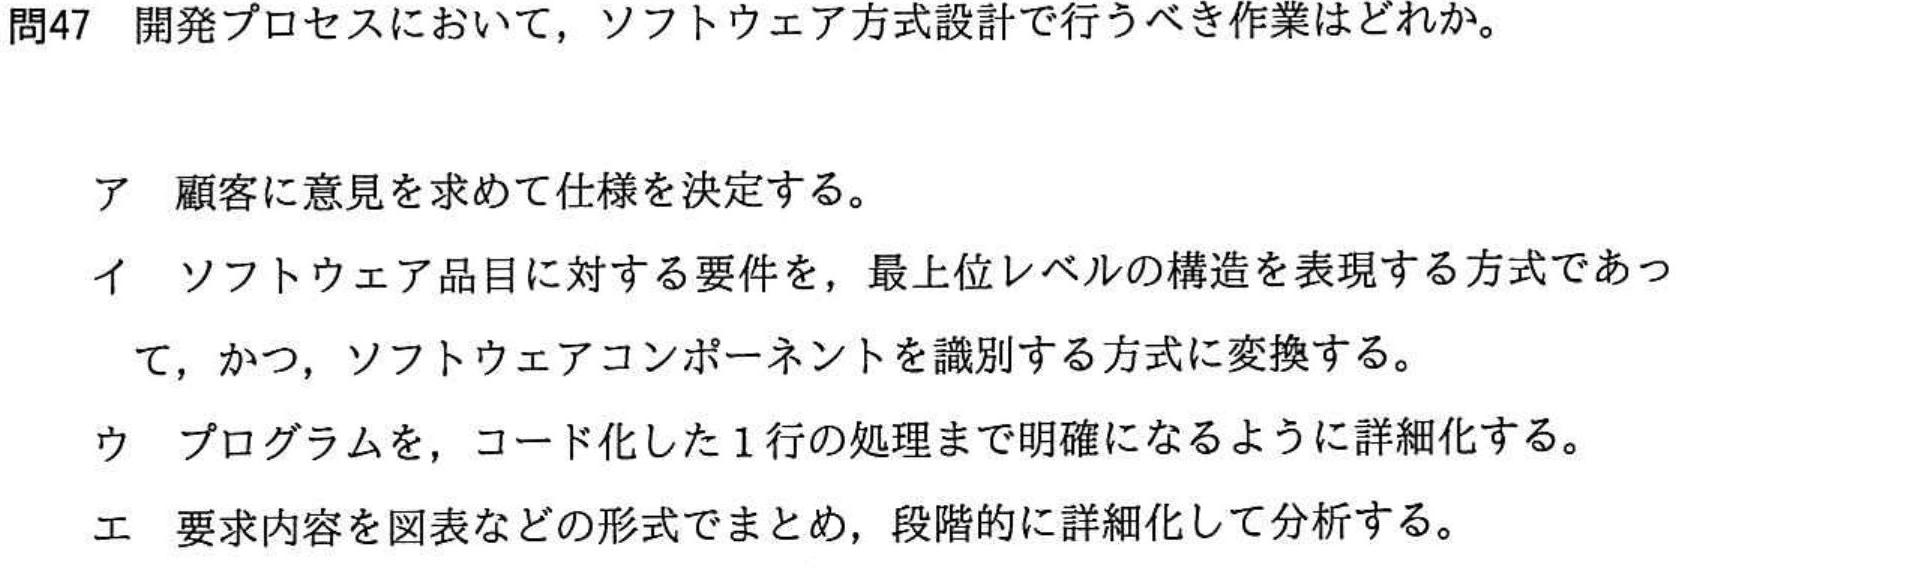 問47　開発プロセスにおいて，ソフトウェア方式設計で行うべき作業はどれか。
ア　顧客に意見を求めて仕様を決定する。
イ　ソフトウェア品目に対する要件を，最上位レベルの構造を表現する方式であっ
て，かつ，ソフトウェアコンポーネントを識別する方式に変換する。
ウ　プログラムを，コード化した１行の処理まで明確になるように詳細化する。
エ　要求内容を図表などの形式でまとめ，段階的に詳細化して分析する。